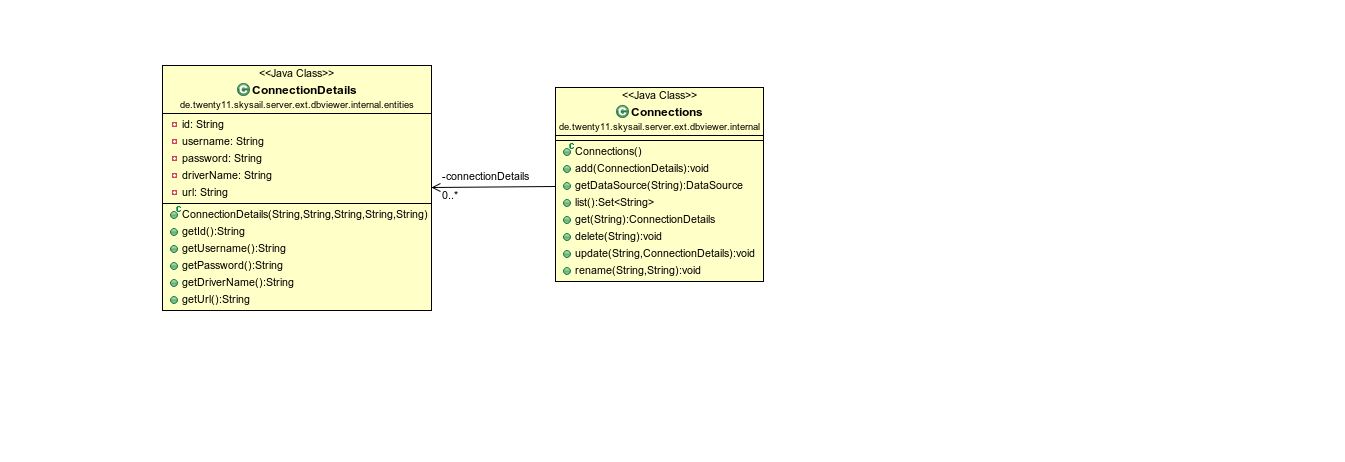 <<Java Class>>
ConnectionDetails
de.twenty11.skysail.server.ext.dbviewer.internal.entities
id: String
username: String
password: String
driverName: String
url: String
ConnectionDetails(String,String,String,String,String)
getId():String
getUsername():String
getPassword():String
getDriverName():String
getUrl():String
-connectionDetails
0..*
<<Java Class>>
Connections
de.twenty11.skysail.server.ext.dbviewer.internal
Connections()
add(ConnectionDetails):void
getDataSource(String):DataSource
list():Set<String>
get(String):ConnectionDetails
delete(String):void
update(String,ConnectionDetails):void
rename(String,String):void